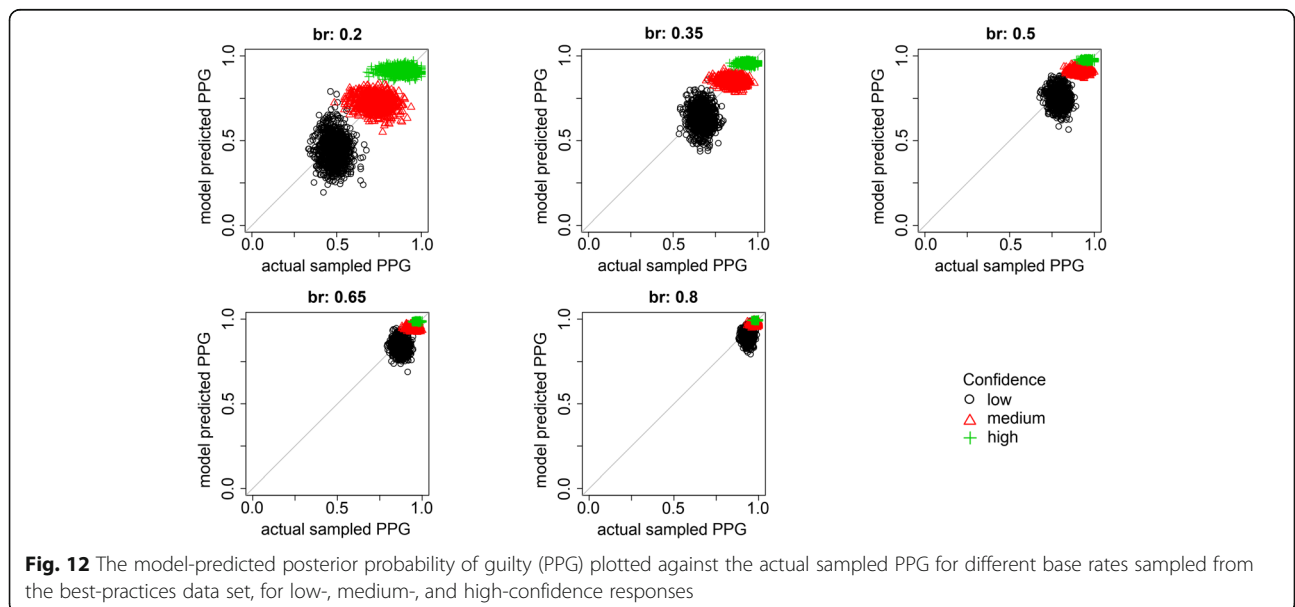 br: 0.2
model predicted PPG
0.0 0.5 1.0
0.0 0.5 1.0
actual sampled PPG
br: 0.35
model predicted PPG
0.0 0.5 1.0
0.0 0.5 1.0
actual sampled PPG
br: 0.5
model predicted PPG
0.0 0.5 1.0
0.0 0.5 1.0
actual sampled PPG
br: 0.65
model predicted PPG
0.0 0.5 1.0
0.0 0.5 1.0
actual sampled PPG
br: 0.8
model predicted PPG
0.0 0.5 1.0
0.0 0.5 1.0
actual sampled PPG
Confidence
low
medium
high
Fig. 12 The model-predicted posterior probability of guilty (PPG) plotted against the actual sampled PPG for different base rates sampled from
the best-practices data set, for low-, medium-, and high-confidence responses